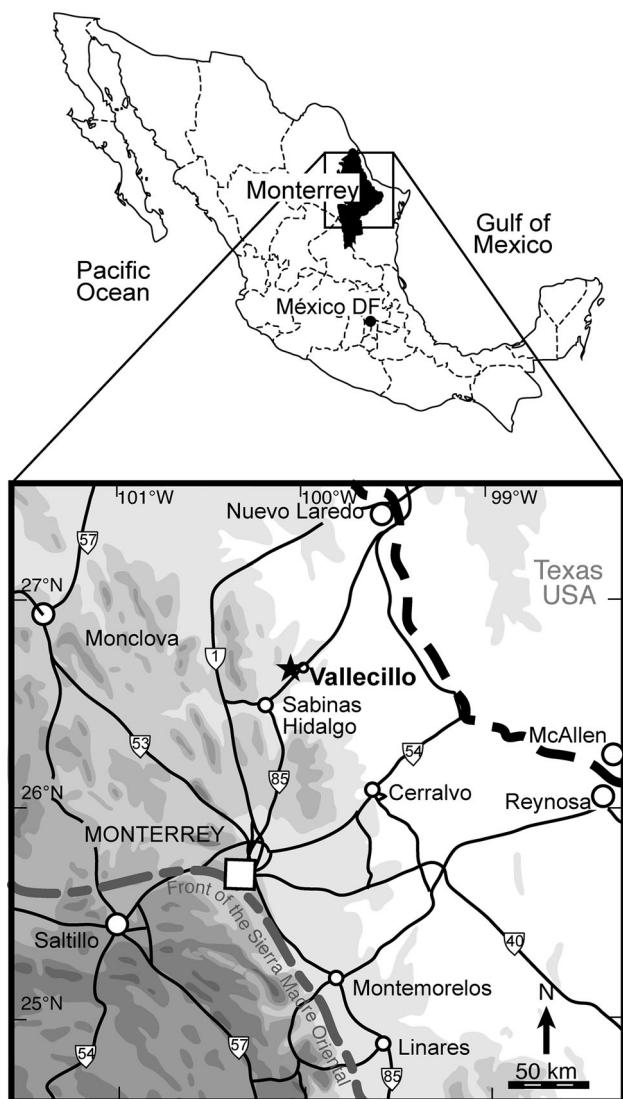 Monterrey
Gulf of
Mexico
Pacific
Ocean
México DF
101°W
100°W
99°W
Nuevo Laredo
57
Texas
USA
27°N
Monclova
1
Vallecillo
Sabinas
Hidalgo
53
54
McAllen
85
Cerralvo
Reynosa
26°N
MONTERREY
Front of the Sierra Madre Oriental
Saltillo
40
Montemorelos
N
25°N
Linares
54
57
85
50 km